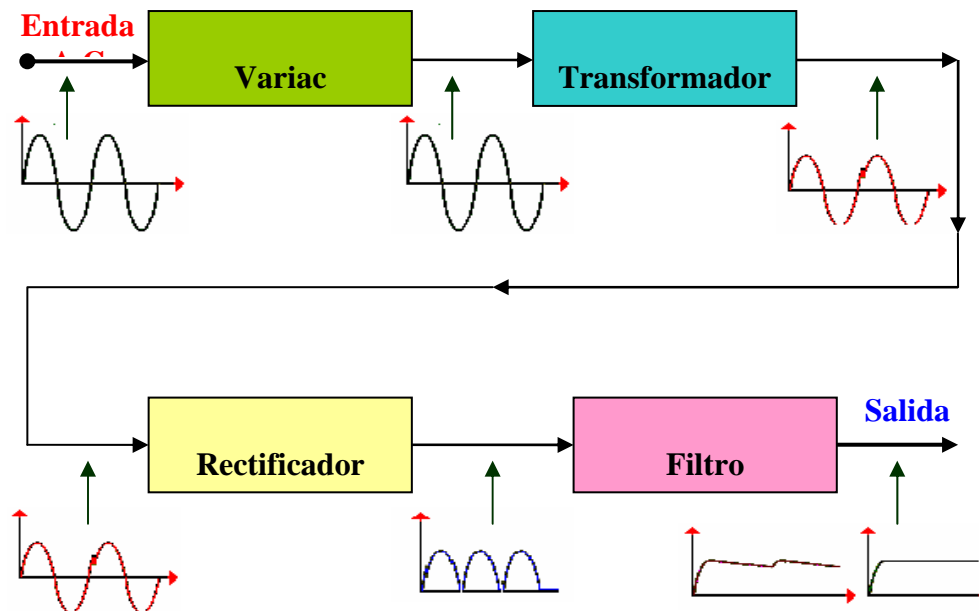 Entrada
Variac
Transformador
Rectificador
Filtro
Salida